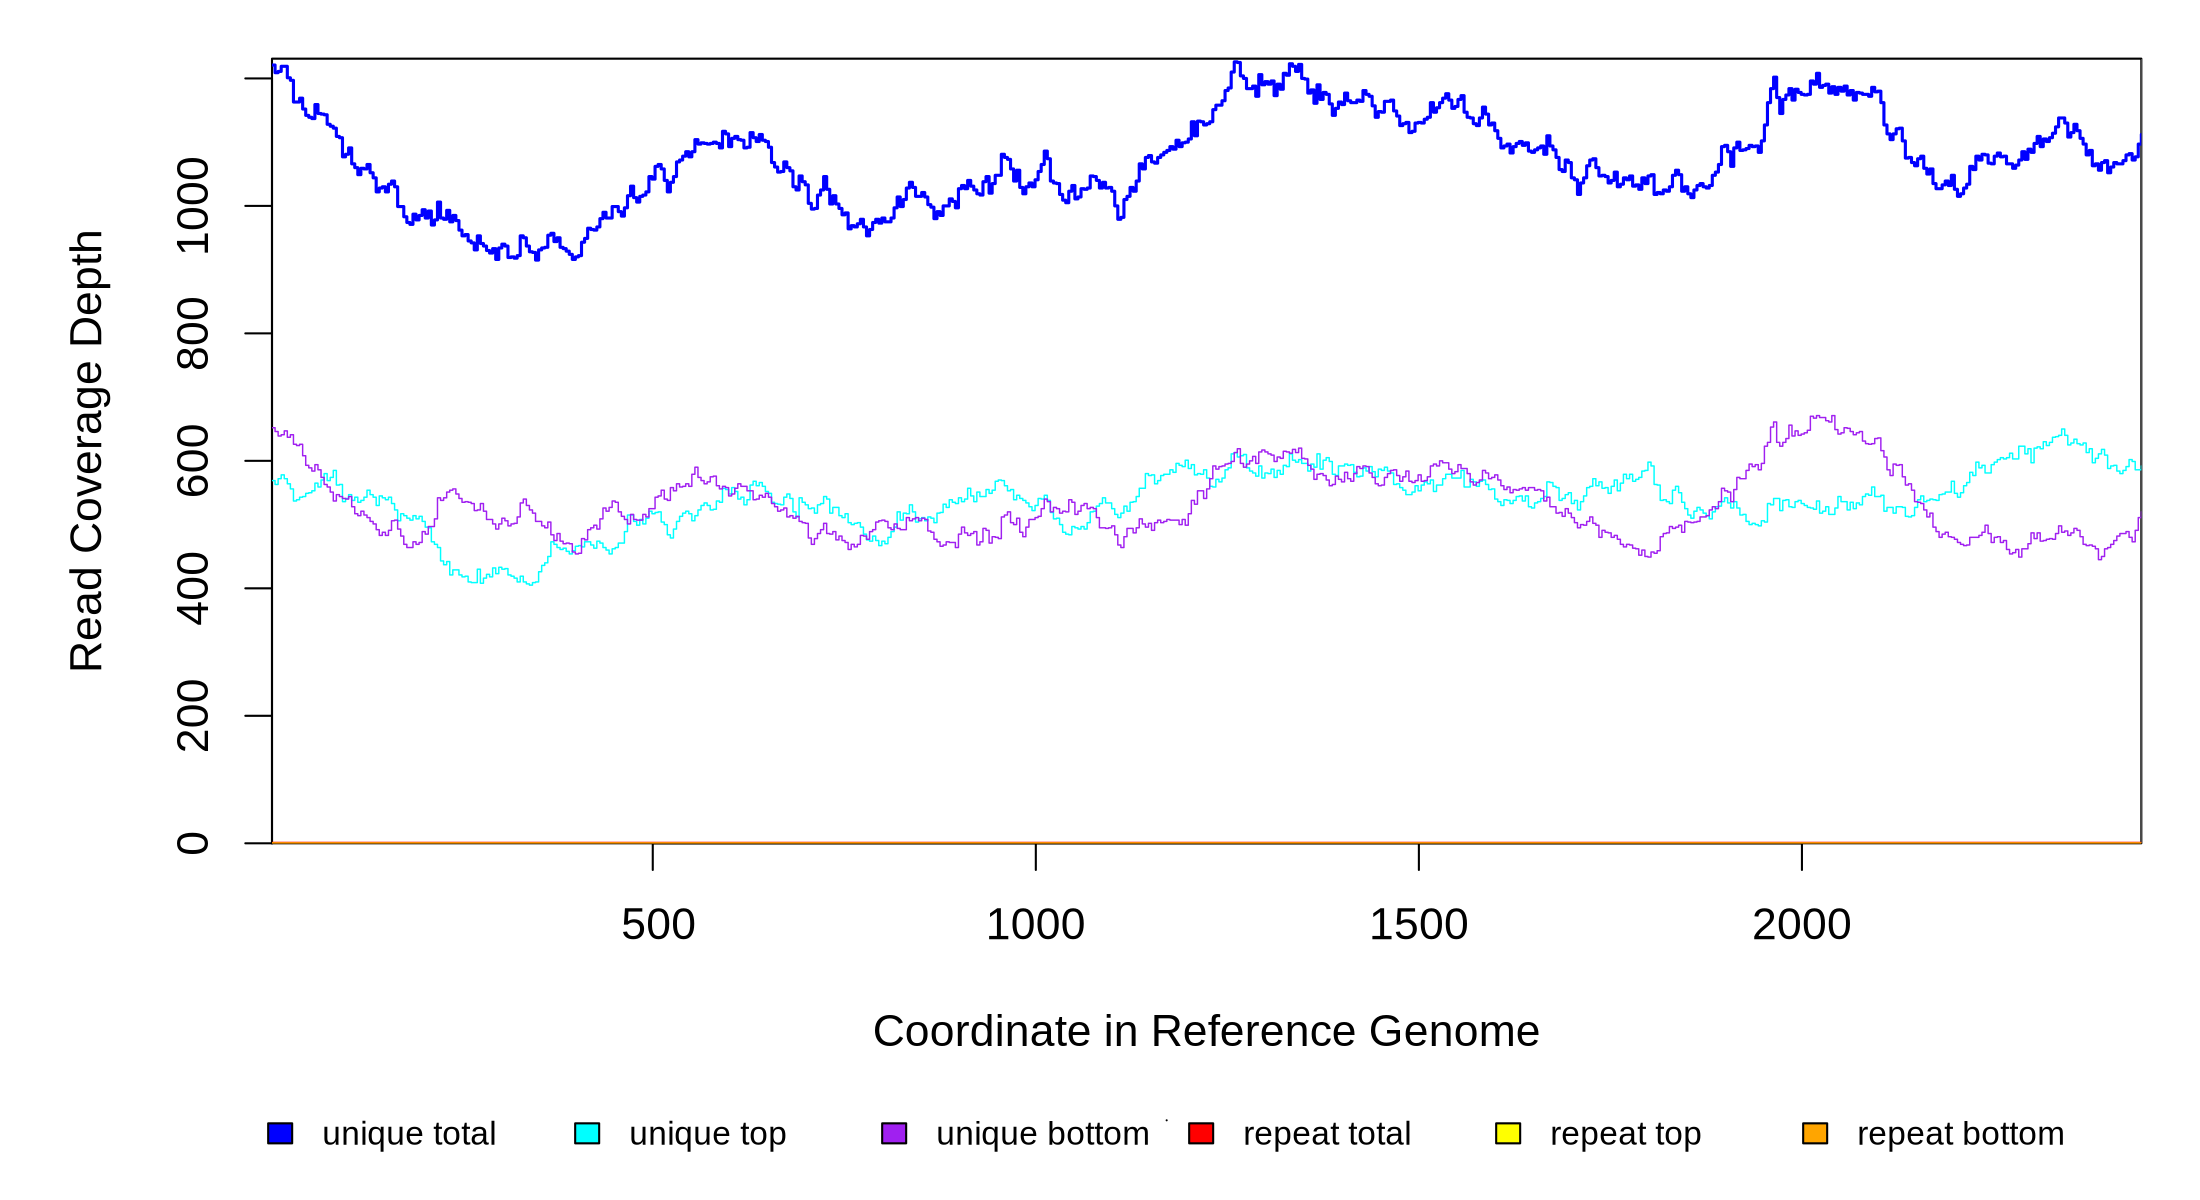 Read Coverage Depth
1000
800
600
400
200
0
500 1000 1500 2000
Coordinate in Reference Genome
unique total unique top unique bottom repeat total repeat top repeat bottom